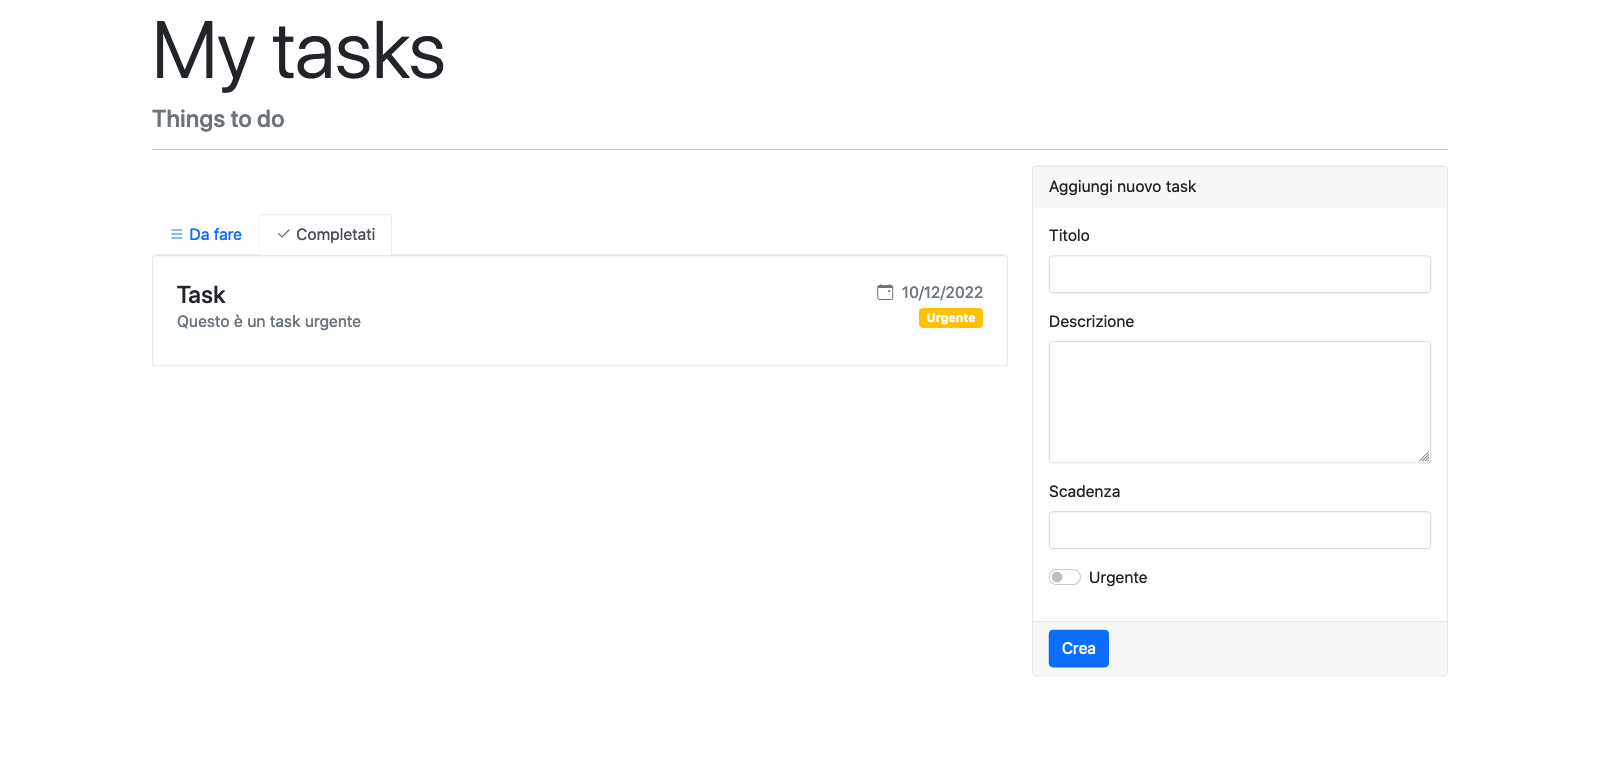 My tasks
Things to do
Da fare
Completati
Task
Questo è un task urgente
10/12/2022
Urgente
Aggiungi nuovo task
Titolo
Descrizione
Scadenza
Urgente
Crea